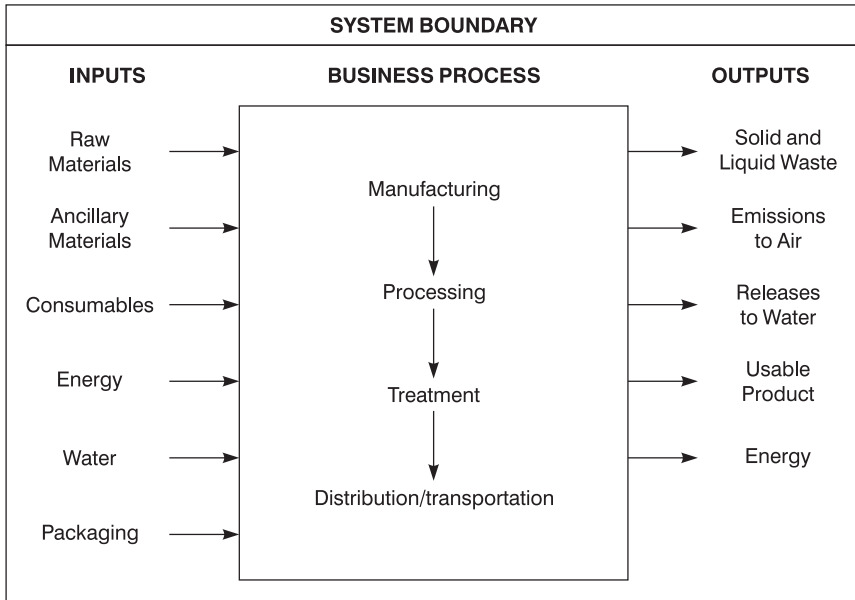 SYSTEM BOUNDARY
INPUTS
Raw
Materials
Ancillary
Materials
Consumables
Energy
Water
Packaging
BUSINESS PROCESS
Manufacturing
Processing
Treatment
Distribution/transportation
OUTPUTS
Solid and
Liquid Waste
Emissions
to Air
Releases
to Water
Usable
Product
Energy